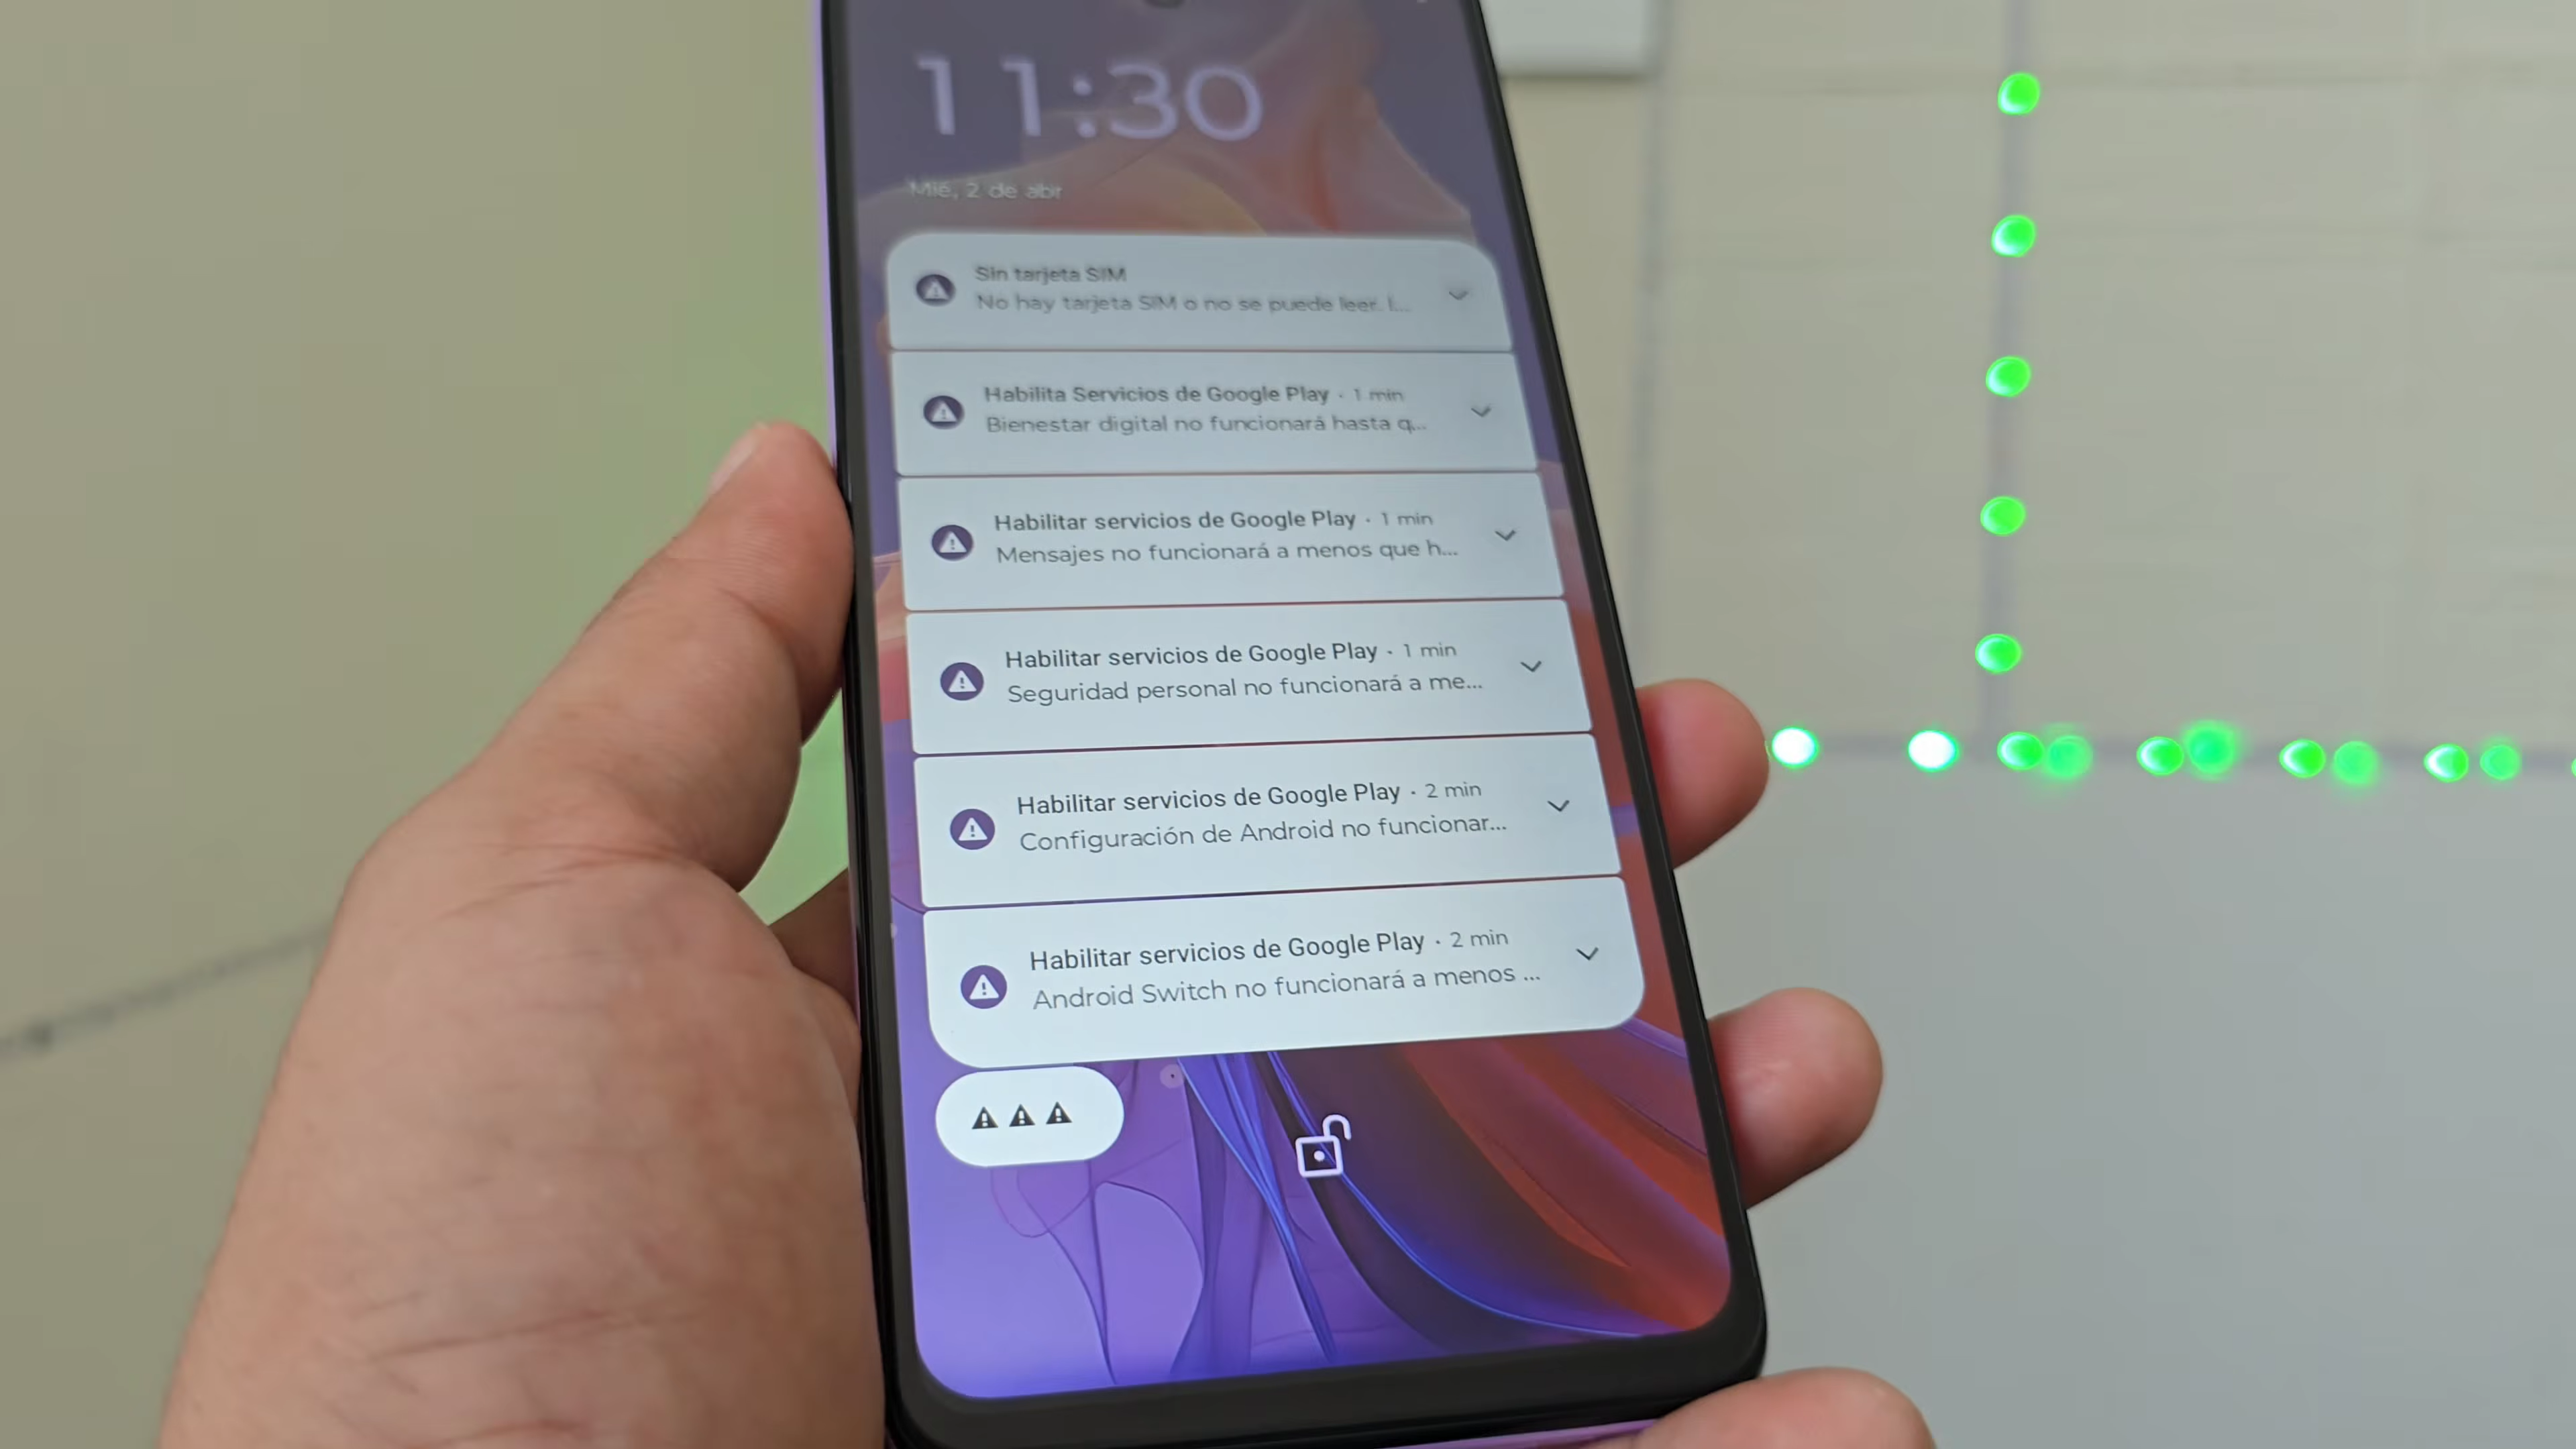 11:30
Mié, 2 de abr
Sin tarjeta SIM
No hay tarjeta SIM o no se puede leer. I...
Habilita Servicios de Google Play · 1 min
Bienestar digital no funcionará hasta q...
Habilitar servicios de Google Play · 1 min
Mensajes no funcionará a menos que h...
Habilitar servicios de Google Play · 1 min
Seguridad personal no funcionará a me...
Habilitar servicios de Google Play · 2 min
Configuración de Android no funcionar...
Habilitar servicios de Google Play · 2 min
Android Switch no funcionará a menos ...